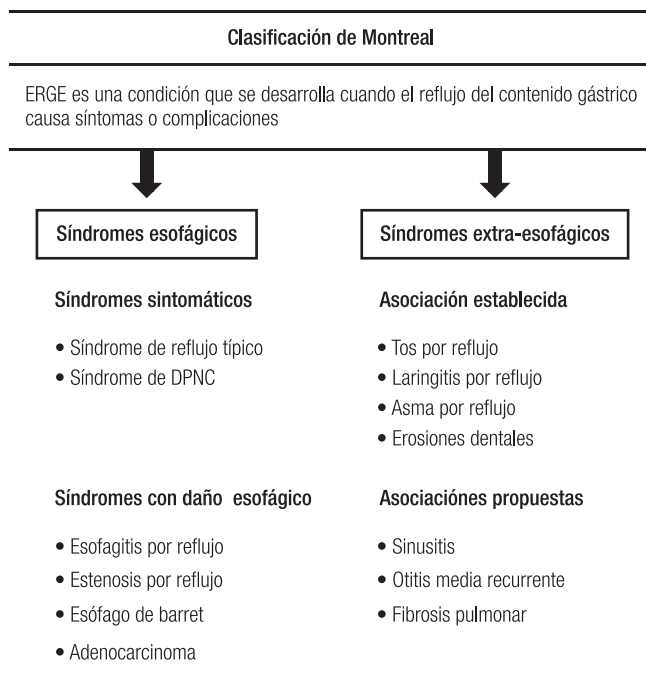 Clasificación de Montreal
ERGE es una condición que se desarrolla cuando el reflujo del contenido gástrico
causa síntomas o complicaciones
Síndromes esofágicos
Síndromes sintomáticos
• Síndrome de reflujo típico
• Síndrome de DPNC
Síndromes con daño esofágico
• Esofagitis por reflujo
• Estenosis por reflujo
• Esófago de barret
• Adenocarcinoma
Síndromes extra-esofágicos
Asociación establecida
• Tos por reflujo
• Laringitis por reflujo
• Asma por reflujo
• Erosiones dentales
Asociaciónes propuestas
• Sinusitis
• Otitis media recurrente
• Fibrosis pulmonar